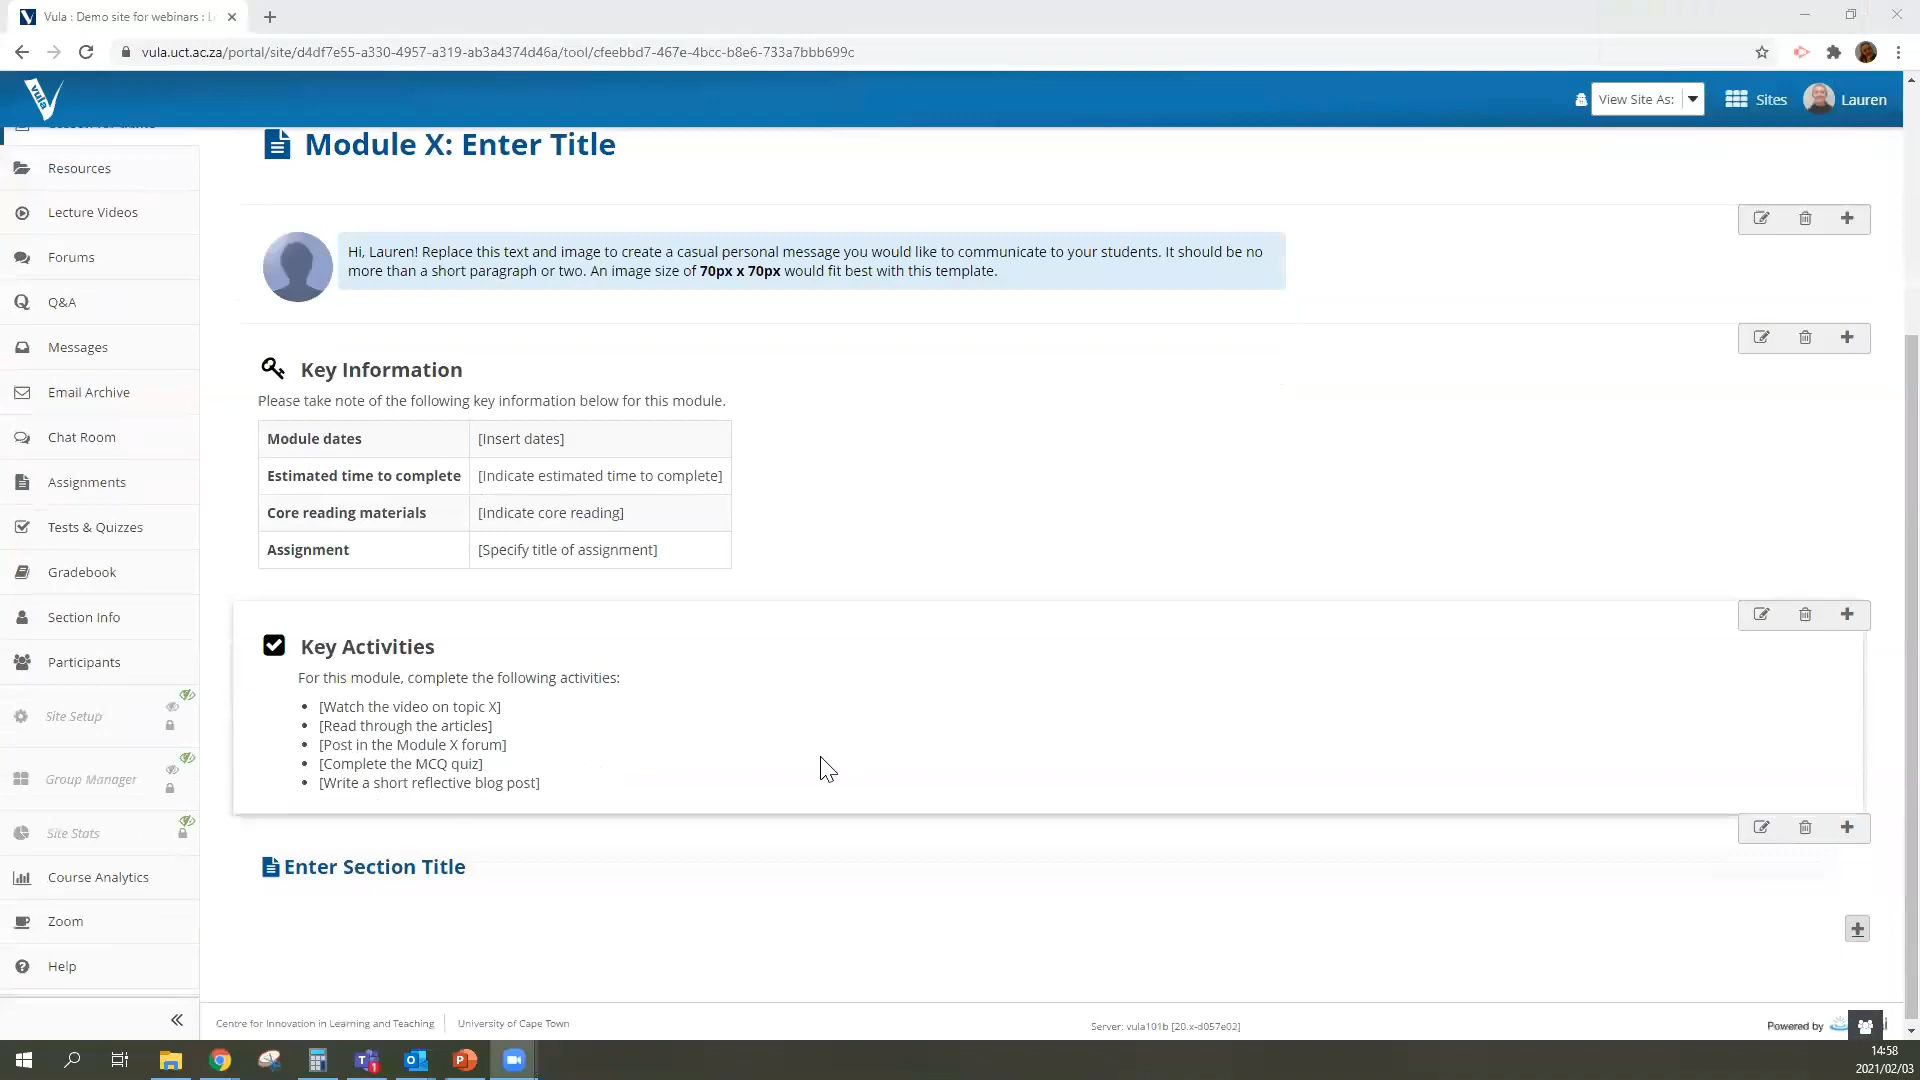 Vula : Demo site for webinars : L
vula.uct.ac.za/portal/site/d4df7e55-a330-4957-a319-ab3a4374d46a/tool/cfeebbd7-467e-4bcc-b8e6-733a7bbb699c
vula
View Site As:
Sites
Lauren
Resources
Lecture Videos
Forums
Q&A
Messages
Email Archive
Chat Room
Assignments
Tests & Quizzes
Gradebook
Section Info
Participants
Site Setup
Group Manager
Site Stats
Course Analytics
Zoom
Help
Module X: Enter Title
Hi, Lauren! Replace this text and image to create a casual personal message you would like to communicate to your students. It should be no
more than a short paragraph or two. An image size of 70px x 70px would fit best with this template.
Key Information
Please take note of the following key information below for this module.
Module dates [Insert dates]
Estimated time to complete [Indicate estimated time to complete]
Core reading materials [Indicate core reading]
Assignment [Specify title of assignment]
Key Activities
For this module, complete the following activities:
• [Watch the video on topic X]
• [Read through the articles]
• [Post in the Module X forum]
• [Complete the MCQ quiz]
• [Write a short reflective blog post]
Enter Section Title
Centre for Innovation in Learning and Teaching
University of Cape Town
Server: vula101b [20.x-d057e02]
Powered by
14:58
2021/02/03